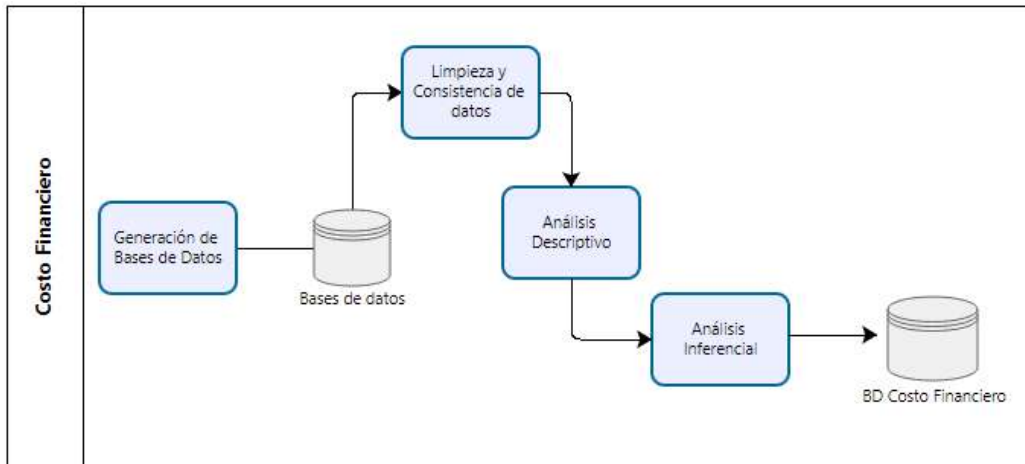 Costo Financiero
Generación de
Bases de Datos
Bases de datos
Limpieza y
Consistencia de
datos
Análisis
Descriptivo
Análisis
Inferencial
BD Costo Financiero